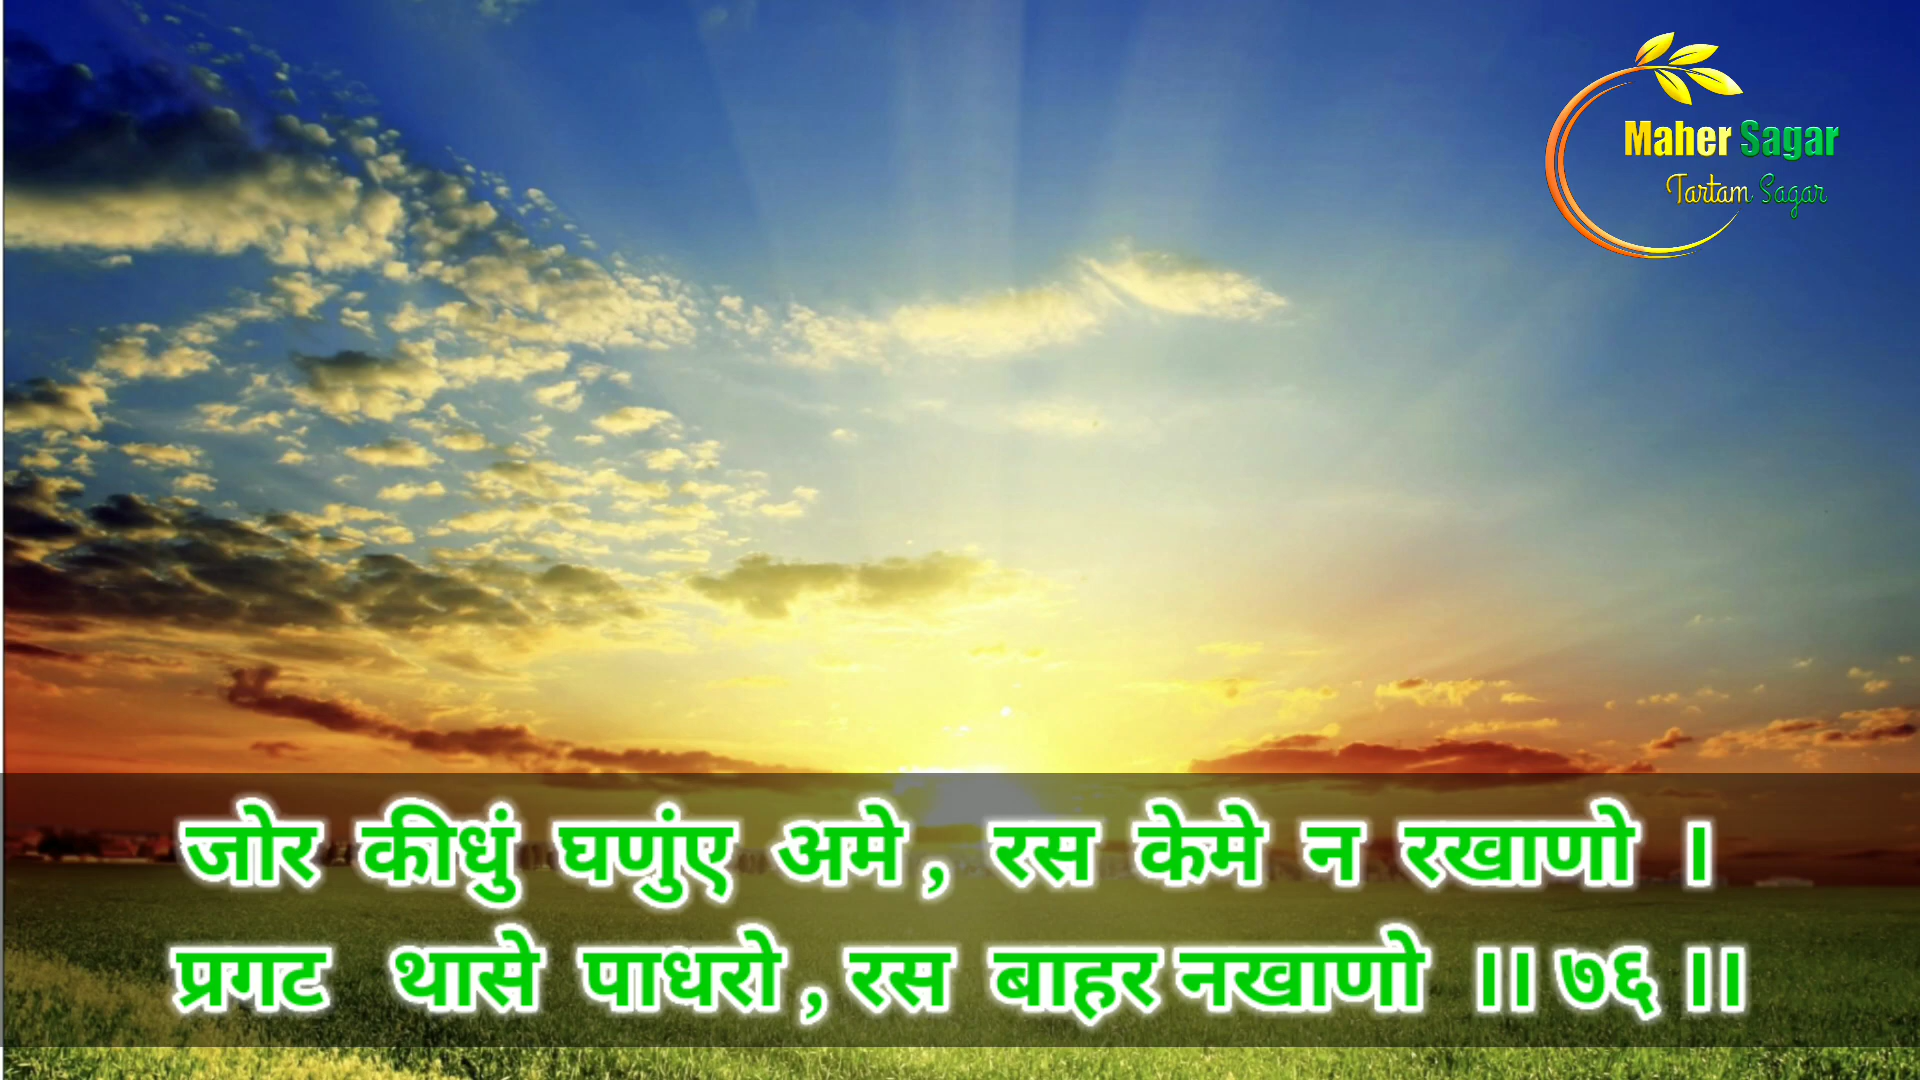 Maher Sagar
Tartam Sagar
जोर कीधुं घणुंए अमे, रस केमे न रखाणो ।
प्रगट थासे पाधरो, रस बाहर नखाणो ।। ७६ ।।